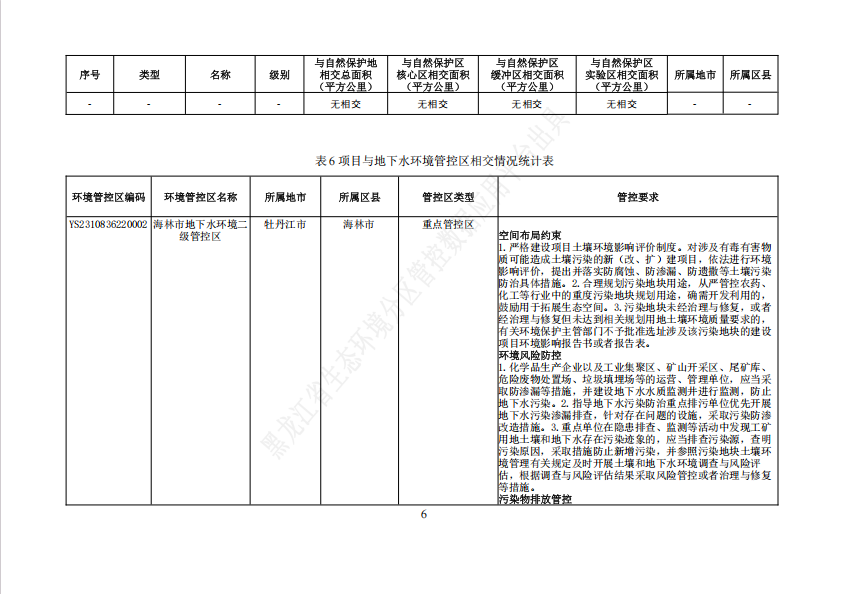 序号 类型 名称 级别 与自然保护地相交总面积（平方公里） 与自然保护区核心区相交面积（平方公里） 与自然保护区缓冲区相交面积（平方公里） 与自然保护区实验区相交面积（平方公里） 所属地市 所属区县
- - - - 无相交 无相交 无相交 无相交 - -
表 6 项目与地下水环境管控区相交情况统计表
环境管控区编码 环境管控区名称 所属地市 所属区县 管控区类型 管控要求
YS2310836220002 海林市地下水环境二级管控区 牡丹江市 海林市 重点管控区
空间布局约束
1.严格建设项目土壤环境影响评价制度。对涉及有毒有害物
质可能造成土壤污染的新（改、扩）建项目，依法进行环境
影响评价，提出并落实防腐蚀、防渗漏、防遗撒等土壤污染
防治具体措施。2.合理规划污染地块用途，从严管控农药、
化工等行业中的重度污染地块规划用途，确需开发利用的，
鼓励用于拓展生态空间。3.污染地块未经治理与修复，或者
经治理与修复但未达到相关规划用地土壤环境质量要求的，
有关环境保护主管部门不予批准选址涉及该污染地块的建设
项目环境影响报告书或者报告表。
环境风险防控
1.化学品生产企业以及工业集聚区、矿山开采区、尾矿库、
危险废物处置场、垃圾填埋场等的运营、管理单位，应当采
取防渗漏等措施，并建设地下水水质监测井进行监测，防止
地下水污染。2.指导地下水污染防治重点排污单位优先开展
地下水污染渗漏排查，针对存在问题的设施，采取污染防渗
改造措施。3.重点单位在隐患排查、监测等活动中发现工矿
用地土壤和地下水存在污染迹象的，应当排查污染源，查明
污染原因，采取措施防止新增污染，并参照污染地块土壤环
境管理有关规定及时开展土壤和地下水环境调查与风险评
估，根据调查与风险评估结果采取风险管控或者治理与修复
等措施。
污染物排放管控
黑龙江省生态环境分区管控数据应用平台出具
6